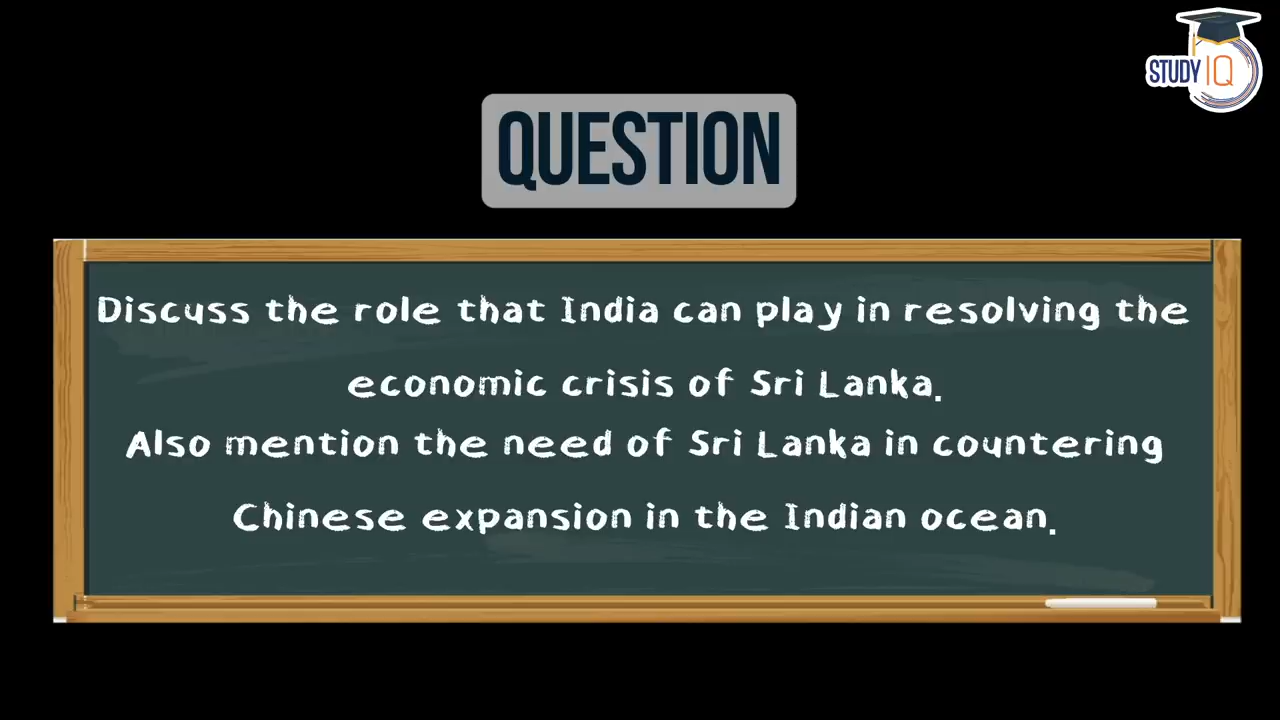 STUDY IQ
QUESTION
Discuss the role that India can play in resolving the
economic crisis of Sri Lanka.
Also mention the need of Sri Lanka in countering
Chinese expansion in the Indian ocean.